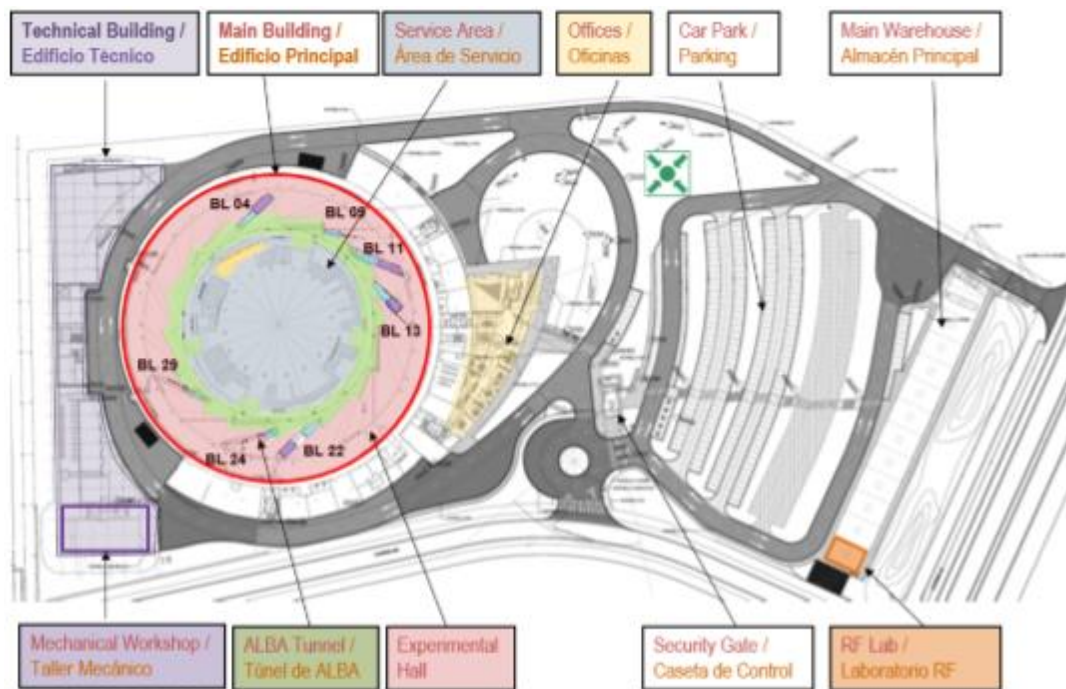 Technical Building /
Edificio Técnico
Main Building /
Edificio Principal
Service Area /
Área de Servicio
Offices /
Oficinas
Car Park /
Parking
Main Warehouse /
Almacén Principal
BL 04
BL 09
BL 11
BL 13
BL 29
BL 24
BL 22
Mechanical Workshop /
Taller Mecánico
ALBA Tunnel /
Túnel de ALBA
Experimental
Hall
Security Gate /
Caseta de Control
RF Lab /
Laboratorio RF